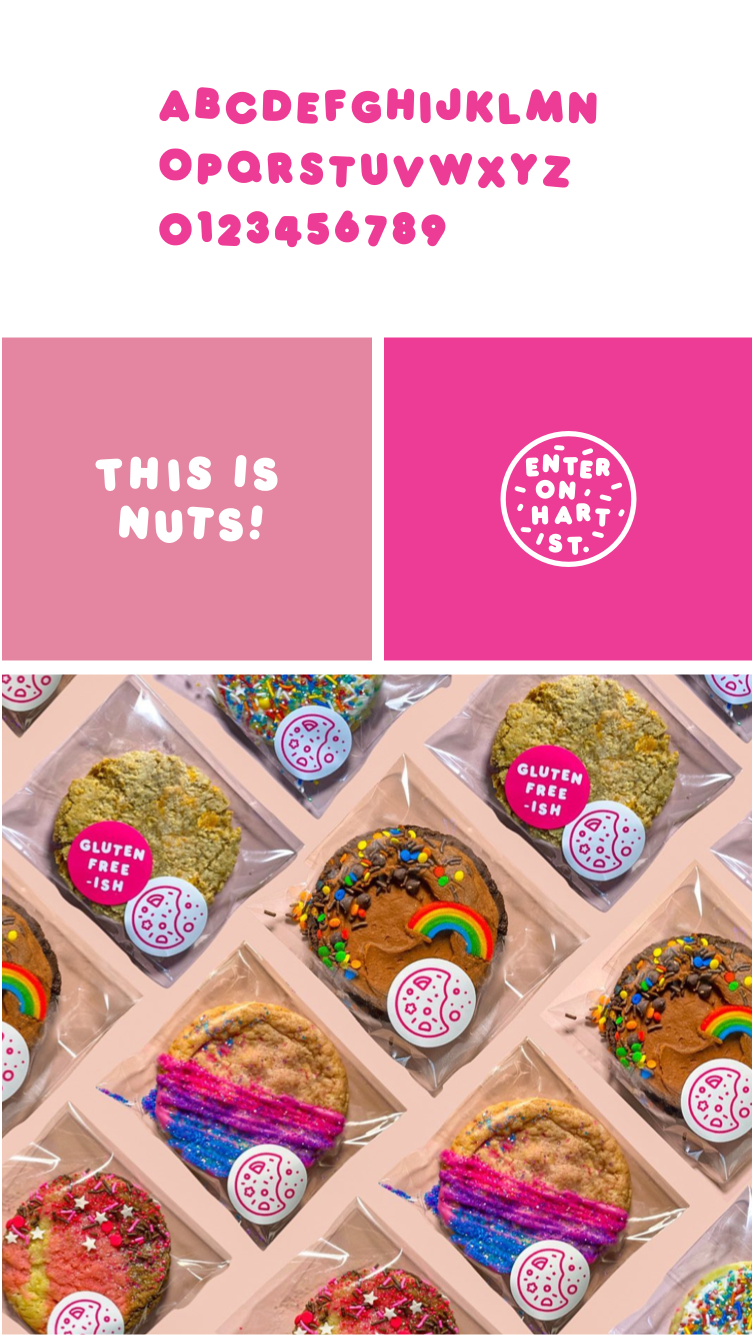 ABCDEFGHIJKLMN
OPQRSTUVWXYZ
0123456789
THIS IS
NUTS!
ENTER
ON
HART
ST.
GLUTEN
FREE
-ISH
GLUTEN
FREE
-ISH